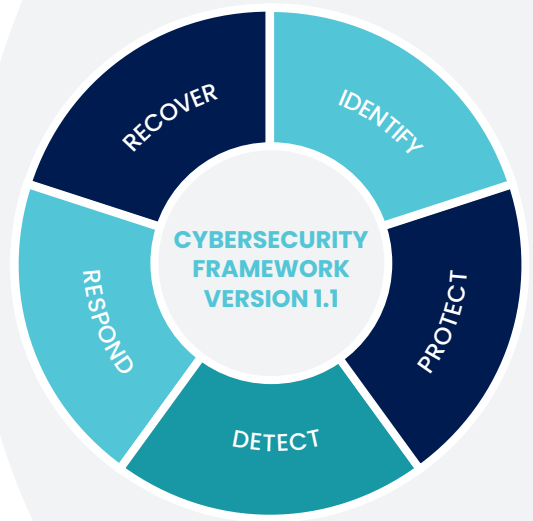 CYBERSECURITY
FRAMEWORK
VERSION 1.1
IDENTIFY
PROTECT
DETECT
RESPOND
RECOVER